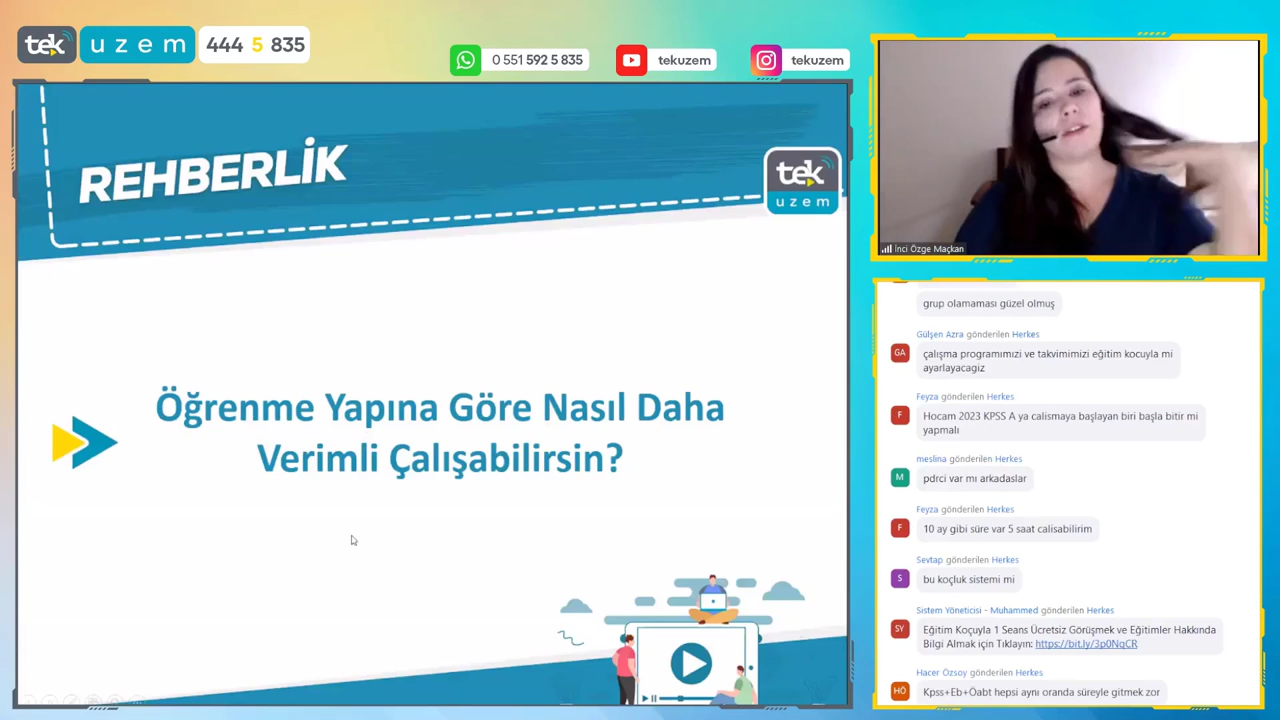 tek
uzem
444 5 835
0 551 592 5 835
tekuzem
tekuzem
REHBERLİK
tek
uzem
Öğrenme Yapına Göre Nasıl Daha
Verimli Çalışabilirsin?
İnci Özge Maçkan
grup olamaması güzel olmuş
Gülşen Azra gönderilen Herkes
GA
çalışma programımızi ve takvimimizi eğitim kocuyla mi
ayarlayacagiz
Feyza gönderilen Herkes
F
Hocam 2023 KPSS A ya calismaya başlayan biri başla bitir mi
yapmalı
meslina gönderilen Herkes
M
pdrci var mı arkadaslar
Feyza gönderilen Herkes
F
10 ay gibi süre var 5 saat calisabilirim
Sevtap gönderilen Herkes
S
bu koçluk sistemi mi
Sistem Yöneticisi - Muhammed gönderilen Herkes
SY
Eğitim Koçuyla 1 Seans Ücretsiz Görüşmek ve Eğitimler Hakkında
Bilgi Almak için Tıklayın: https://bit.ly/3p0NqCR
Hacer Özsoy gönderilen Herkes
HÖ
Kpss+Eb+Öabt hepsi aynı oranda süreyle gitmek zor